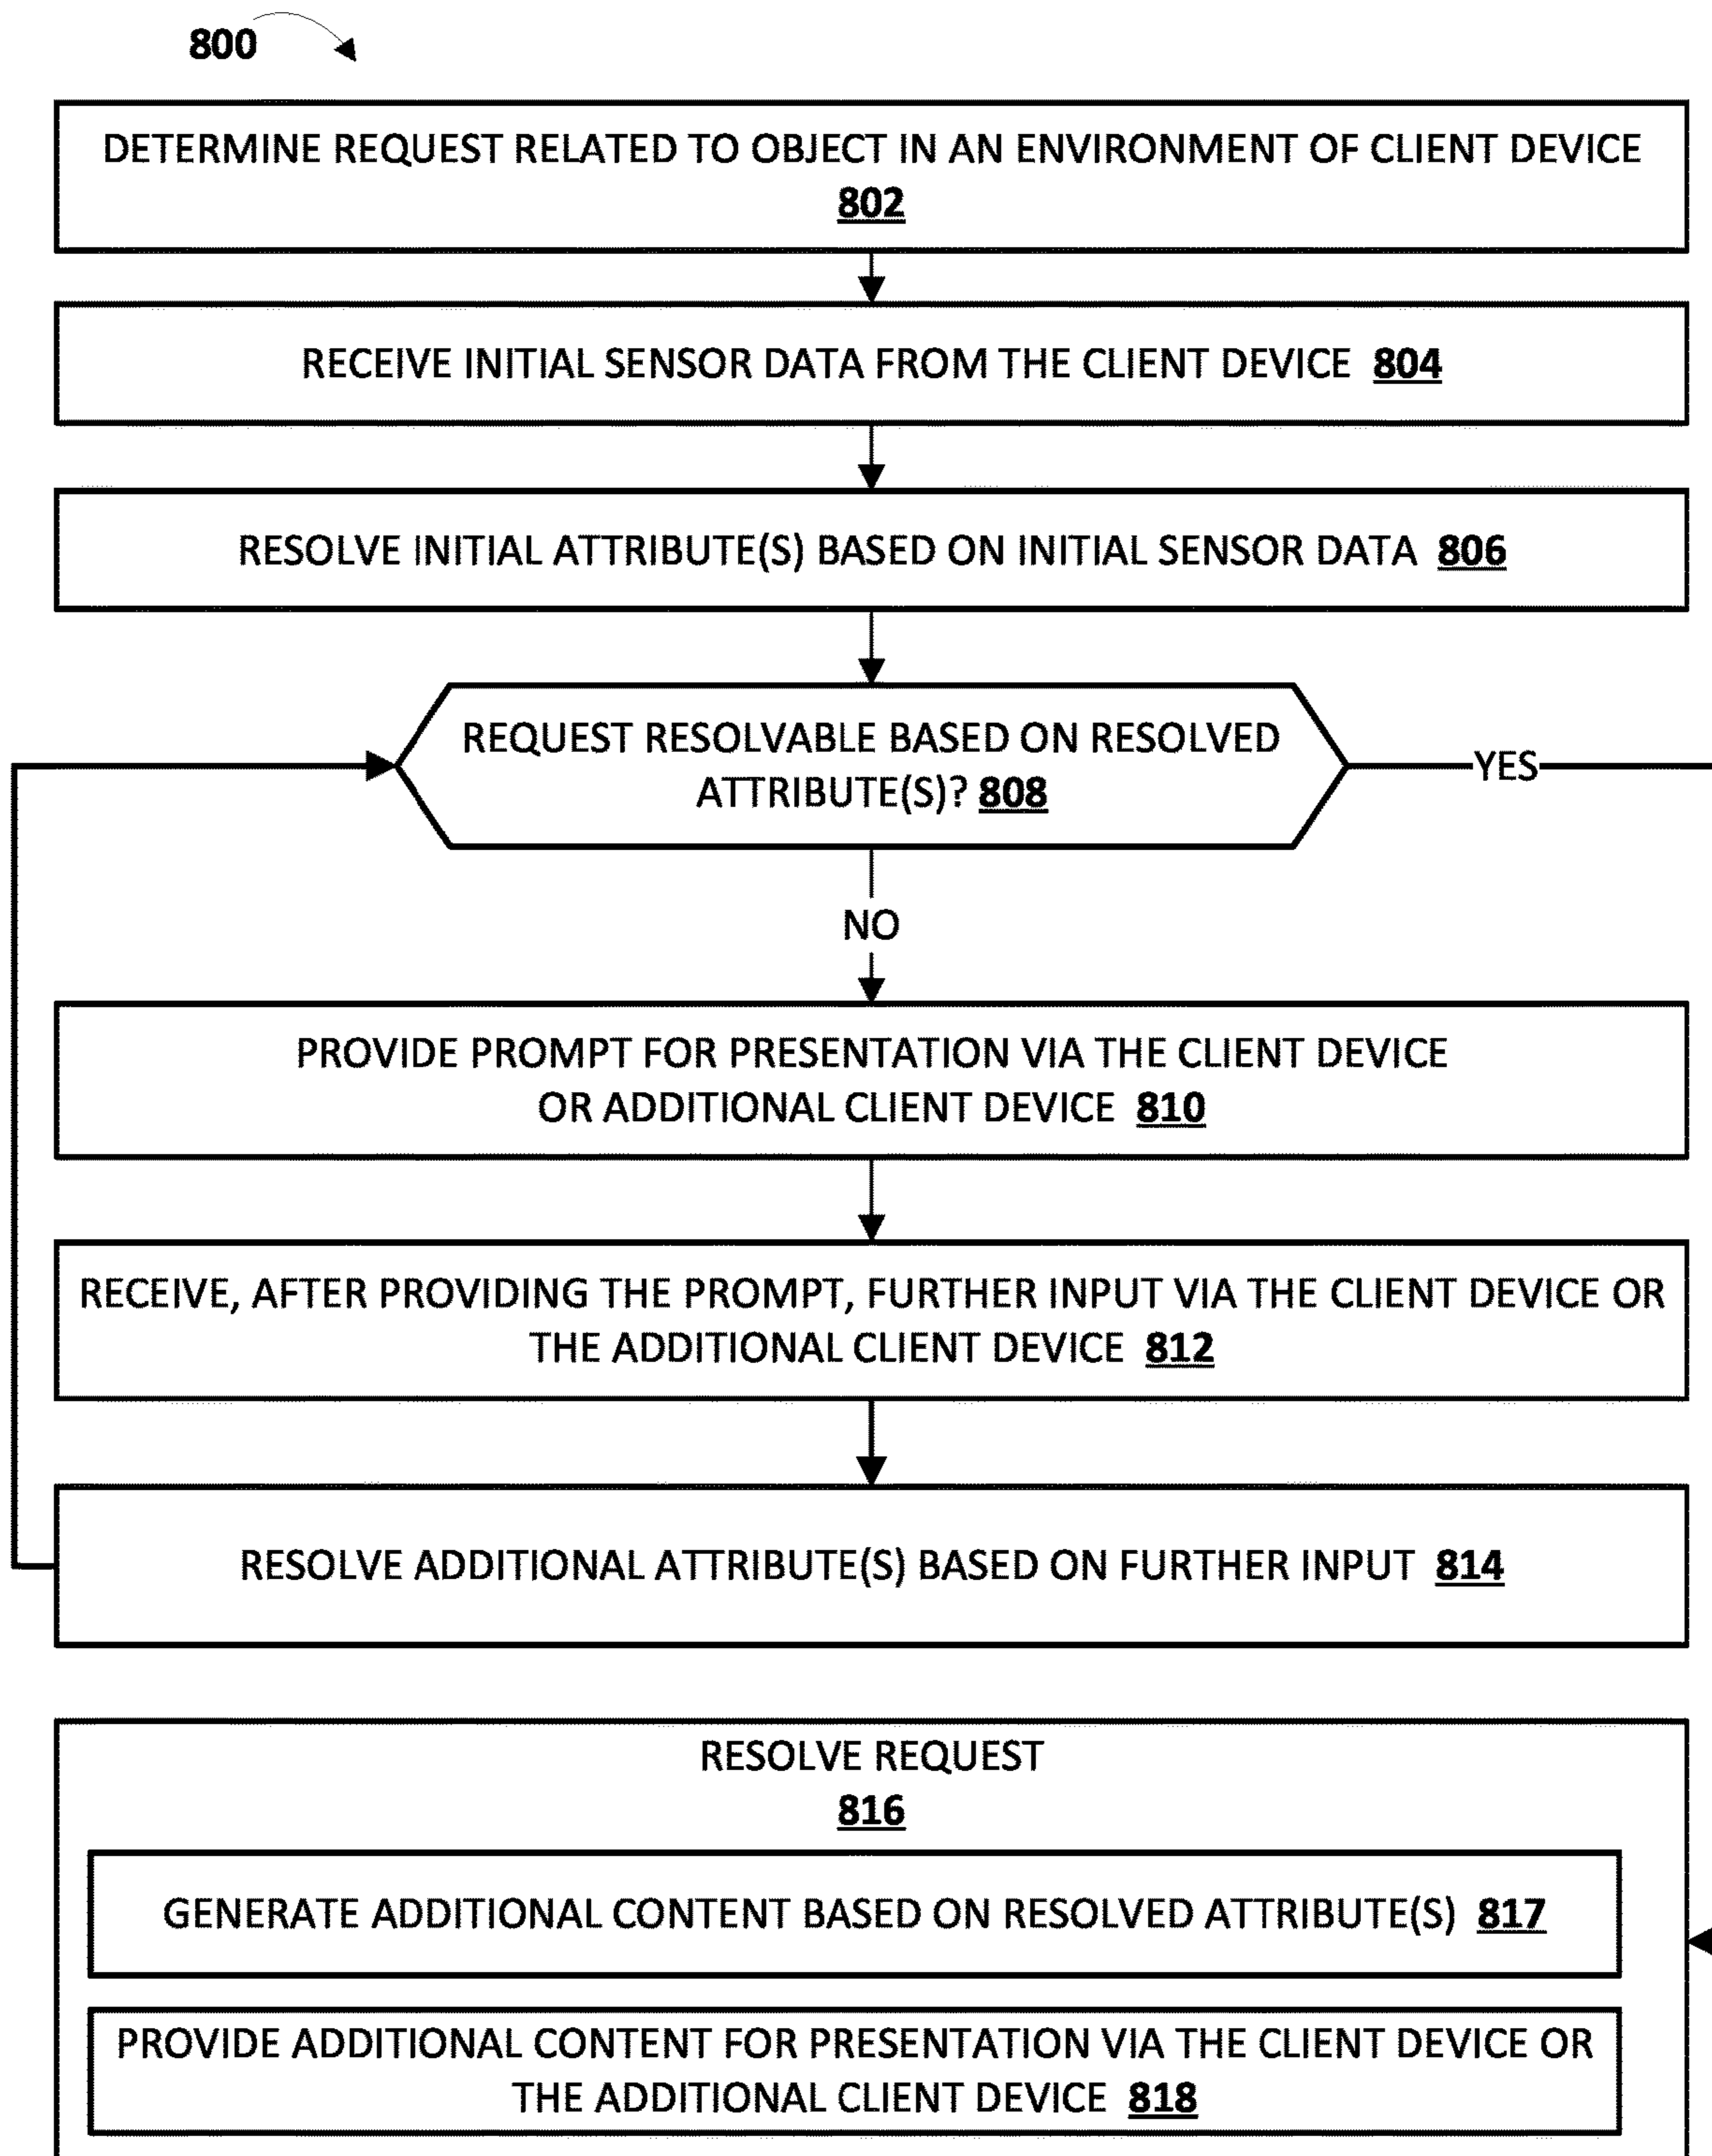 800
DETERMINE REQUEST RELATED TO OBJECT IN AN ENVIRONMENT OF CLIENT DEVICE
802
RECEIVE INITIAL SENSOR DATA FROM THE CLIENT DEVICE 804
RESOLVE INITIAL ATTRIBUTE(S) BASED ON INITIAL SENSOR DATA 806
REQUEST RESOLVABLE BASED ON RESOLVED
ATTRIBUTE(S)? 808
YES
NO
PROVIDE PROMPT FOR PRESENTATION VIA THE CLIENT DEVICE
OR ADDITIONAL CLIENT DEVICE 810
RECEIVE, AFTER PROVIDING THE PROMPT, FURTHER INPUT VIA THE CLIENT DEVICE OR
THE ADDITIONAL CLIENT DEVICE 812
RESOLVE ADDITIONAL ATTRIBUTE(S) BASED ON FURTHER INPUT 814
RESOLVE REQUEST
816
GENERATE ADDITIONAL CONTENT BASED ON RESOLVED ATTRIBUTE(S) 817
PROVIDE ADDITIONAL CONTENT FOR PRESENTATION VIA THE CLIENT DEVICE OR
THE ADDITIONAL CLIENT DEVICE 818